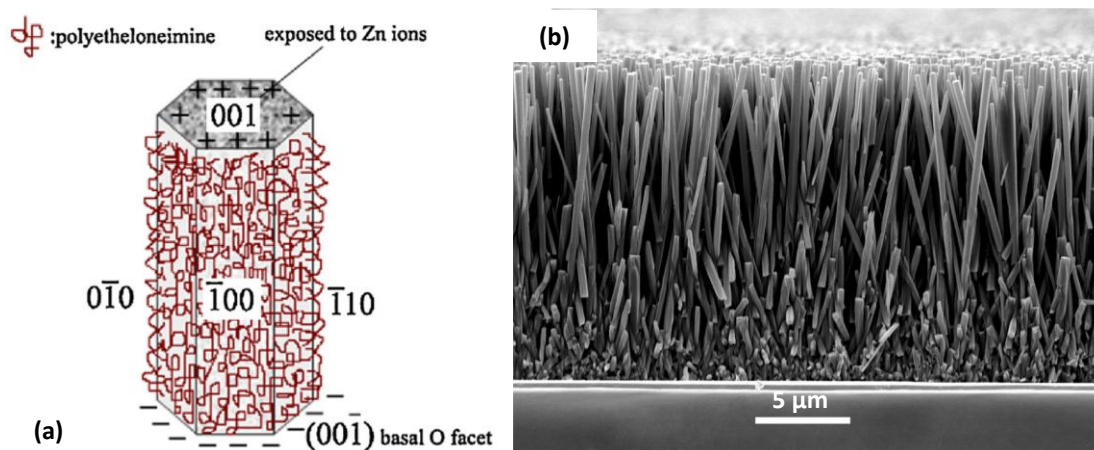 :polyetheloneimine
exposed to Zn ions
001
01̅0
1̅00
1̅10
(001̅) basal O facet
(a)
(b)
5 µm